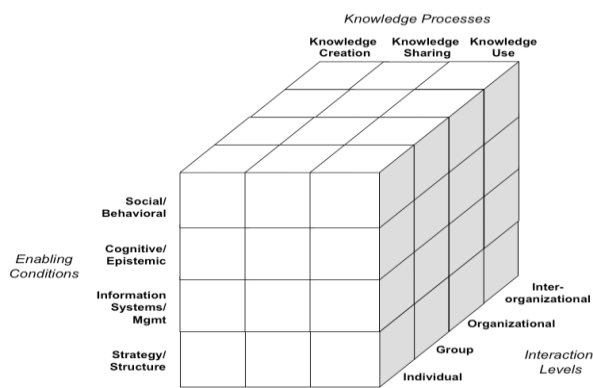 Knowledge Processes
Knowledge Creation
Knowledge Sharing
Knowledge Use
Social/
Behavioral
Cognitive/
Epistemic
Enabling
Conditions
Information
Systems/
Mgmt
Strategy/
Structure
Inter-
organizational
Organizational
Group
Individual
Interaction
Levels